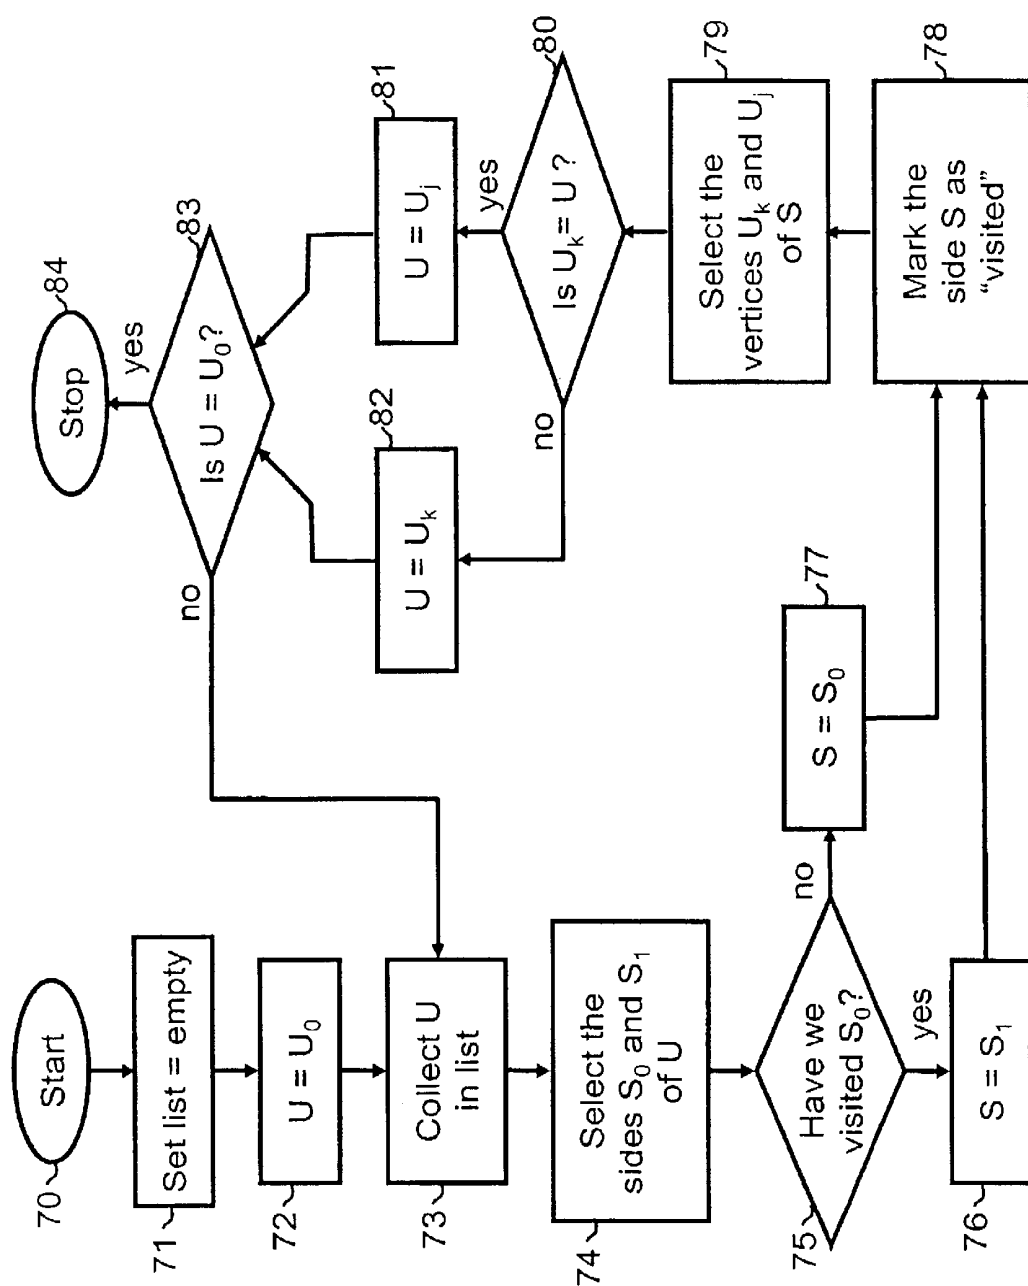 70
Start
71
Set list = empty
72
U = U₀
73
Collect U
in list
74
Select the
sides S₀ and S₁
of U
75
Have we
visited S₀?
no
yes
76
S = S₁
77
S = S₀
78
Mark the
side S as
“visited”
79
Select the
vertices Uₖ and Uⱼ
of S
80
Is Uₖ = U ?
yes
no
81
U = Uⱼ
82
U = Uₖ
83
Is U = U₀?
no
yes
84
Stop